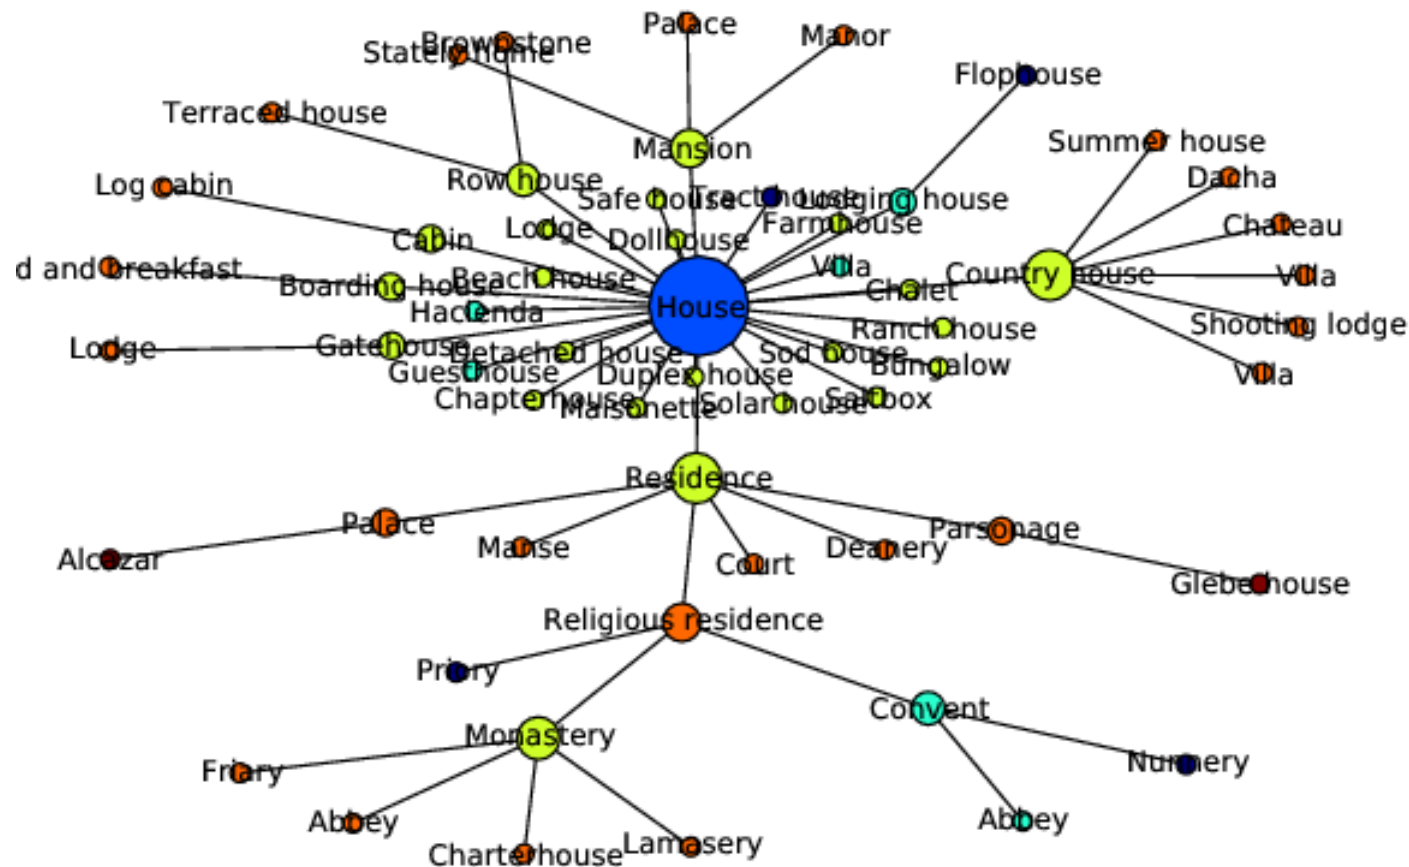 Palace
Manor
Brownstone
Stately home
Flophouse
Terraced house
Summer house
Mansion
Dacha
Row house
Log cabin
Safe house
Tract house
Lodging house
Chateau
Farmhouse
Lodge
Dollhouse
Cabin
d and breakfast
Villa
Country house
Villa
Beach house
Boarding house
Chalet
Hacienda
House
Shooting lodge
Ranch house
Lodge
Gatehouse
Detached house
Sod house
Bungalow
Guesthouse
Duplex house
Villa
Chapterhouse
Maisonette
Solar house
Saltbox
Residence
Palace
Parsonage
Manse
Deanery
Alcazar
Court
Glebe house
Religious residence
Priory
Convent
Monastery
Nunnery
Friary
Abbey
Abbey
Lamasery
Charterhouse